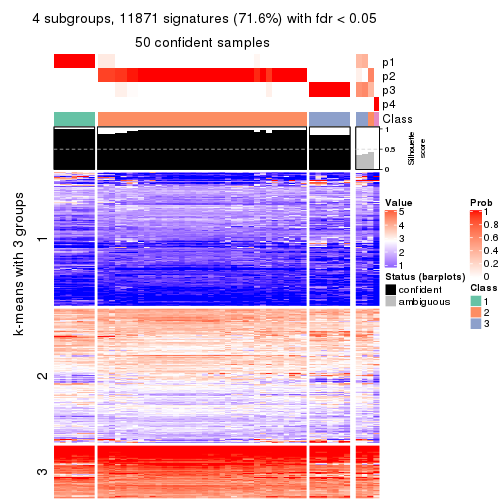 4 subgroups, 11871 signatures (71.6%) with fdr < 0.05
50 confident samples
p1
p2
p3
p4
Class
1
0.5
0
Silhouette
score
k-means with 3 groups
1
2
3
Value
5
4
3
2
1
Status (barplots)
confident
ambiguous
Prob
1
0.8
0.6
0.4
0.2
0
Class
1
2
3